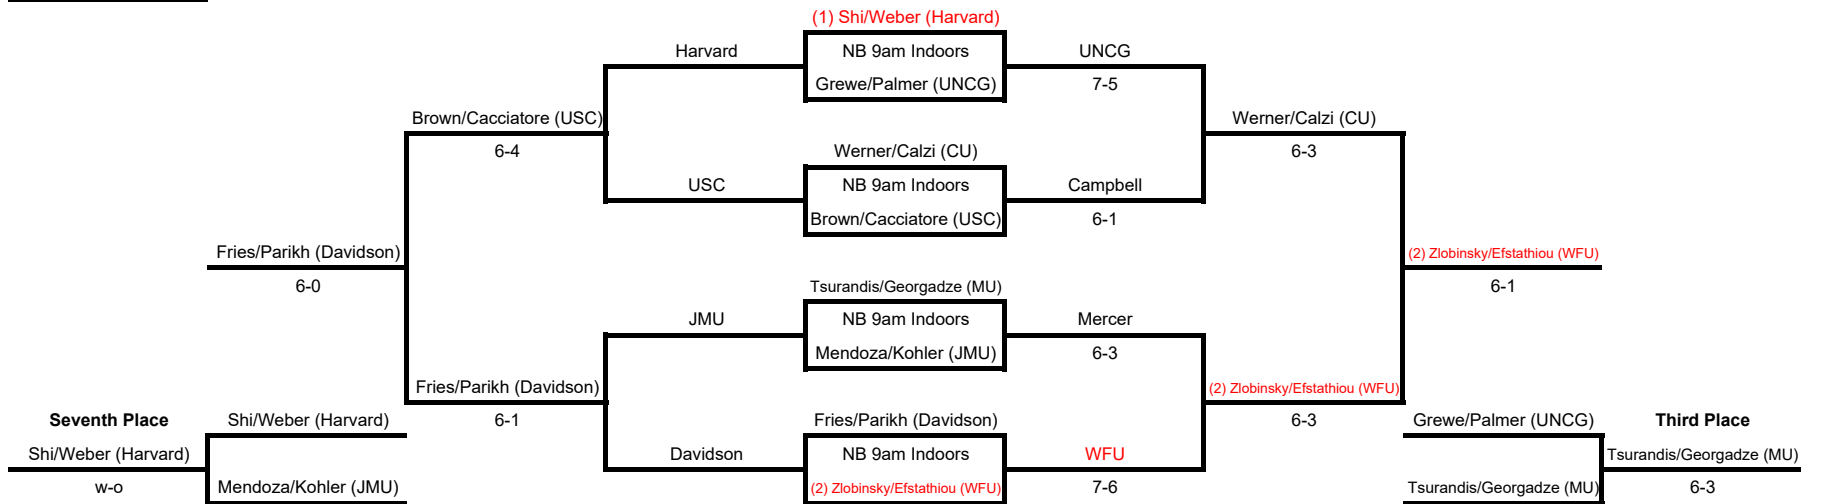 (1) Shi/Weber (Harvard)
Harvard NB 9am Indoors UNCG
Grewe/Palmer (UNCG) 7-5
Brown/Cacciatore (USC) Werner/Calzi (CU)
6-4 Werner/Calzi (CU) 6-3
USC NB 9am Indoors Campbell
Brown/Cacciatore (USC) 6-1
Fries/Parikh (Davidson) (2) Zlobinsky/Efstathiou (WFU)
6-0 Tsurandis/Georgadze (MU) 6-1
JMU NB 9am Indoors Mercer
Mendoza/Kohler (JMU) 6-3
Fries/Parikh (Davidson) (2) Zlobinsky/Efstathiou (WFU)
Seventh Place Shi/Weber (Harvard) 6-1 Fries/Parikh (Davidson) 6-3 Grewe/Palmer (UNCG) Third Place
Shi/Weber (Harvard) Davidson NB 9am Indoors WFU Tsurandis/Georgadze (MU)
w-o Mendoza/Kohler (JMU) (2) Zlobinsky/Efstathiou (WFU) 7-6 Tsurandis/Georgadze (MU) 6-3